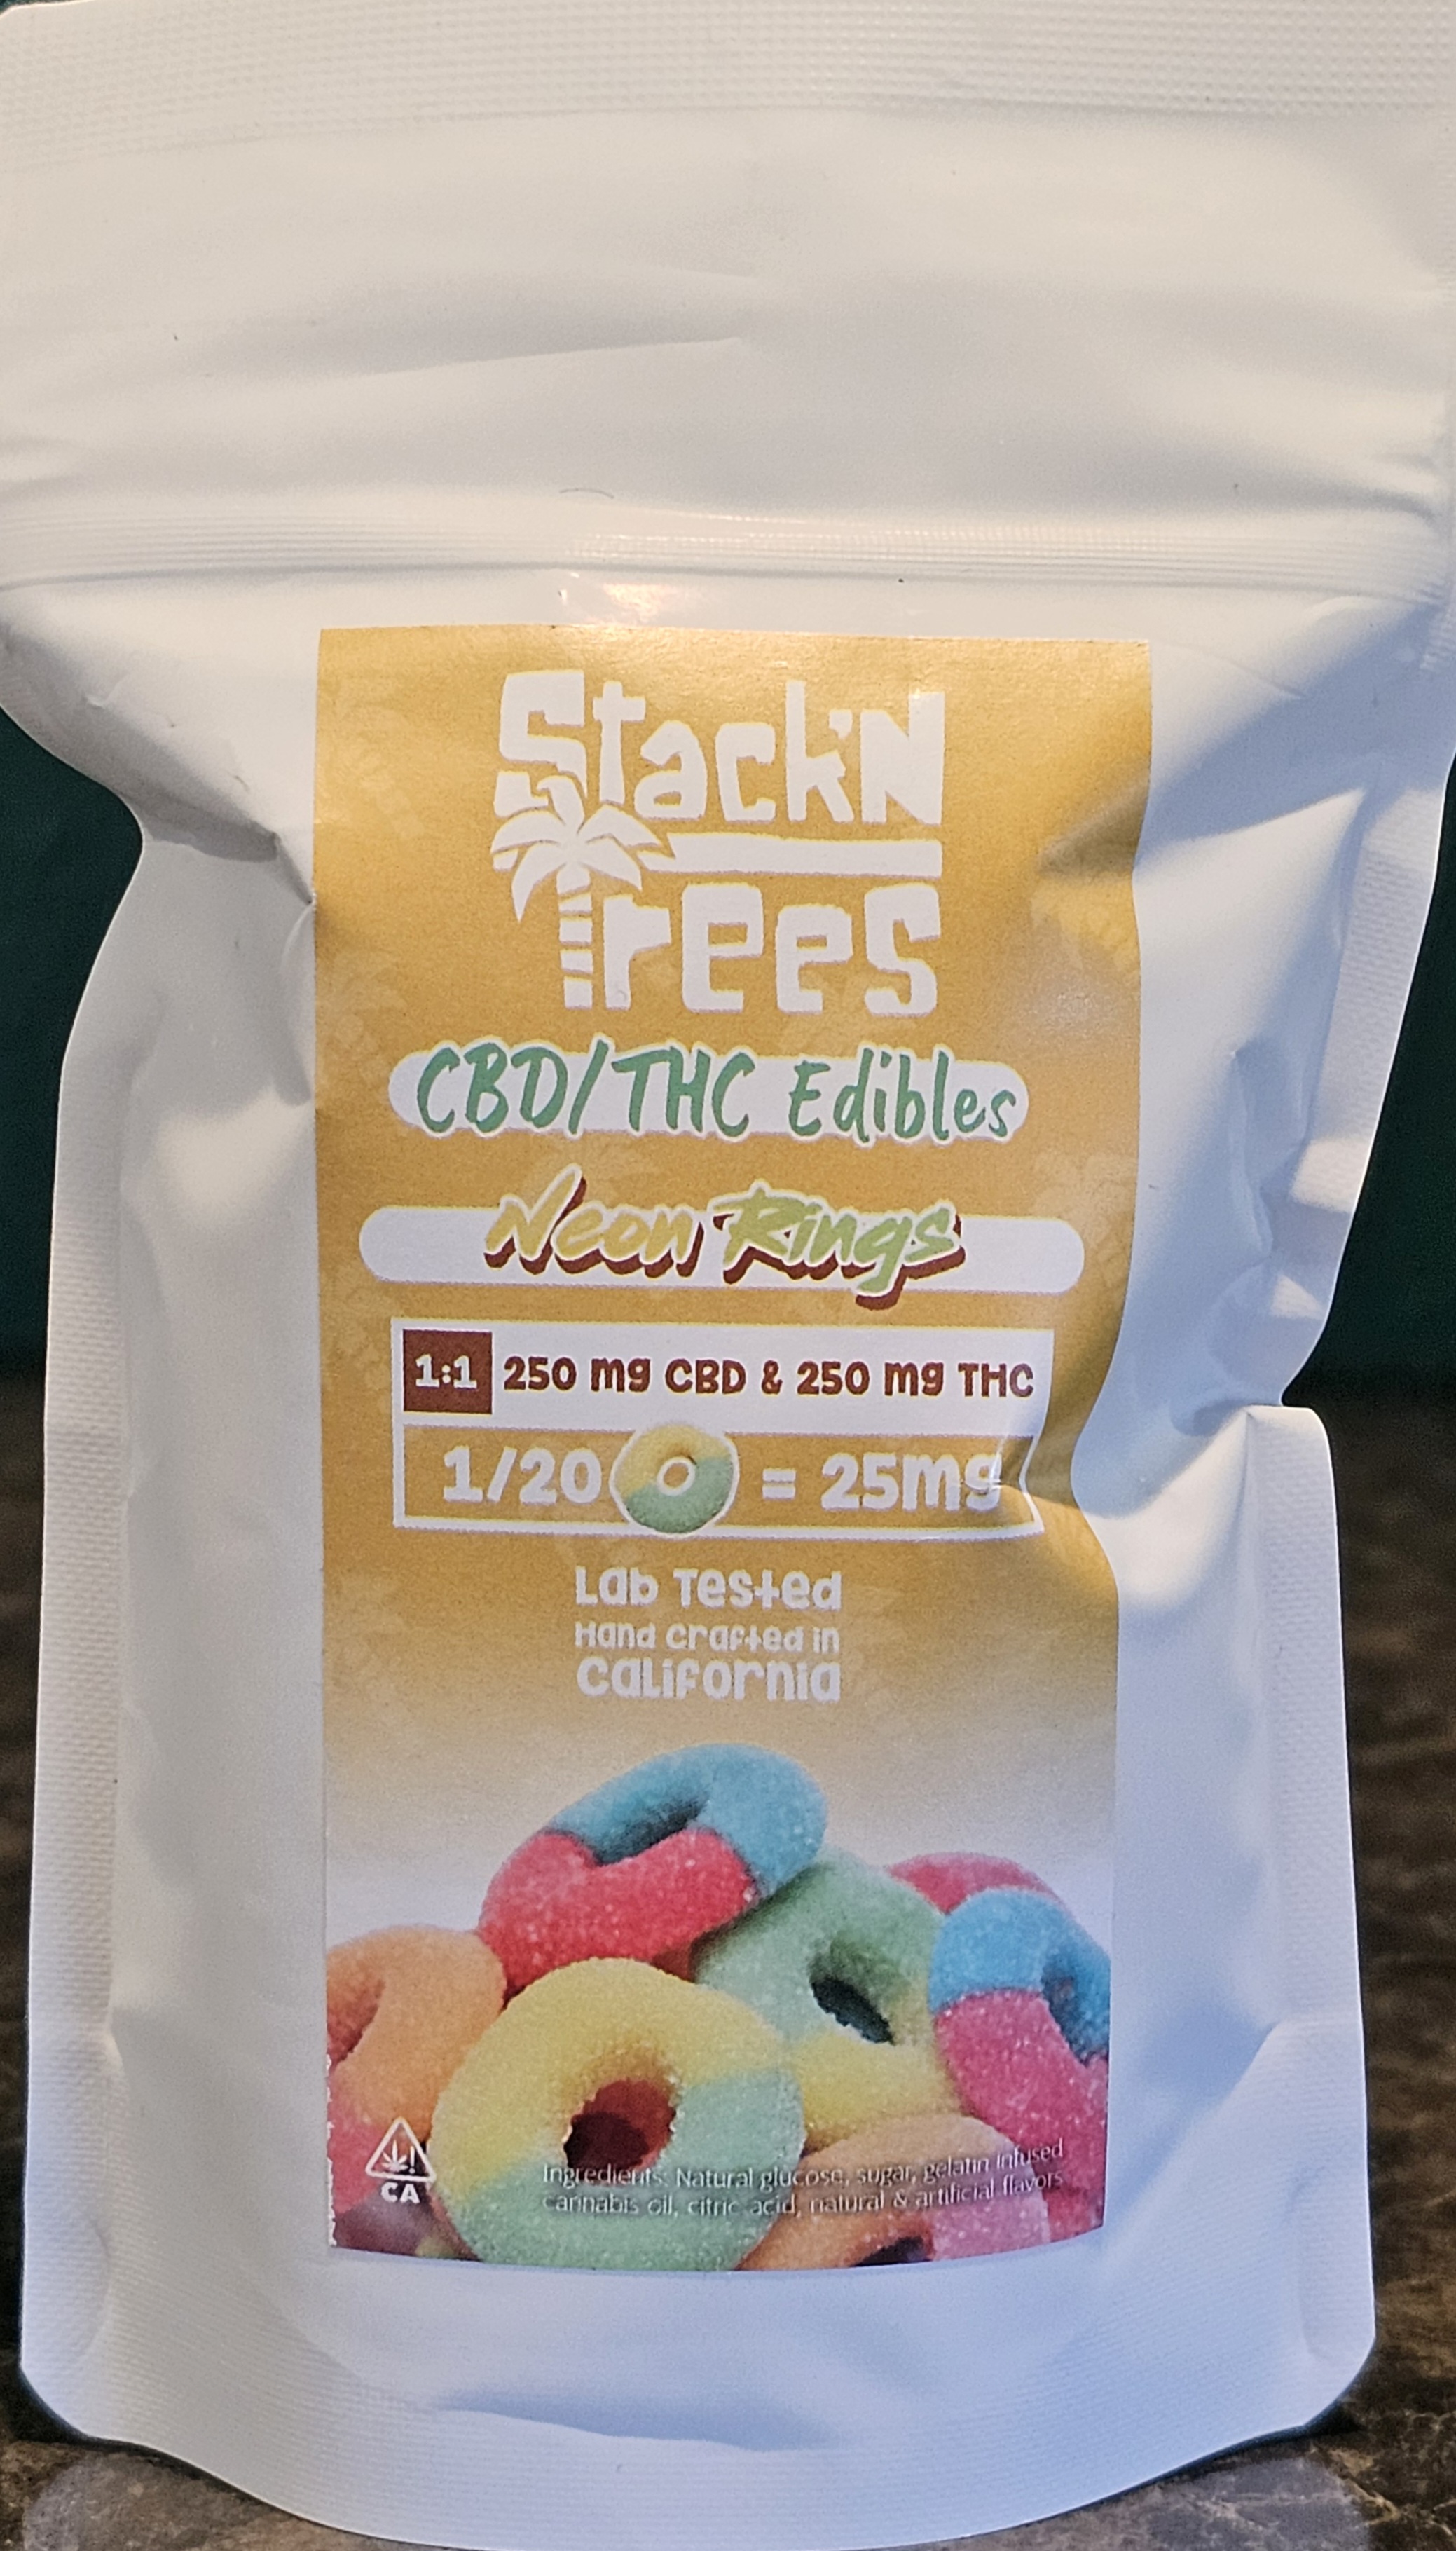 Stack'N
Trees
CBD/THC Edibles
Neon Rings
1:1 250 mg CBD & 250 mg THC
1/20 = 25mg
Lab Tested
Hand Crafted in
California
Ingredients: Natural glucose, sugar, gelatin infused
cannabis oil, citric acid, natural & artificial flavors
!
CA